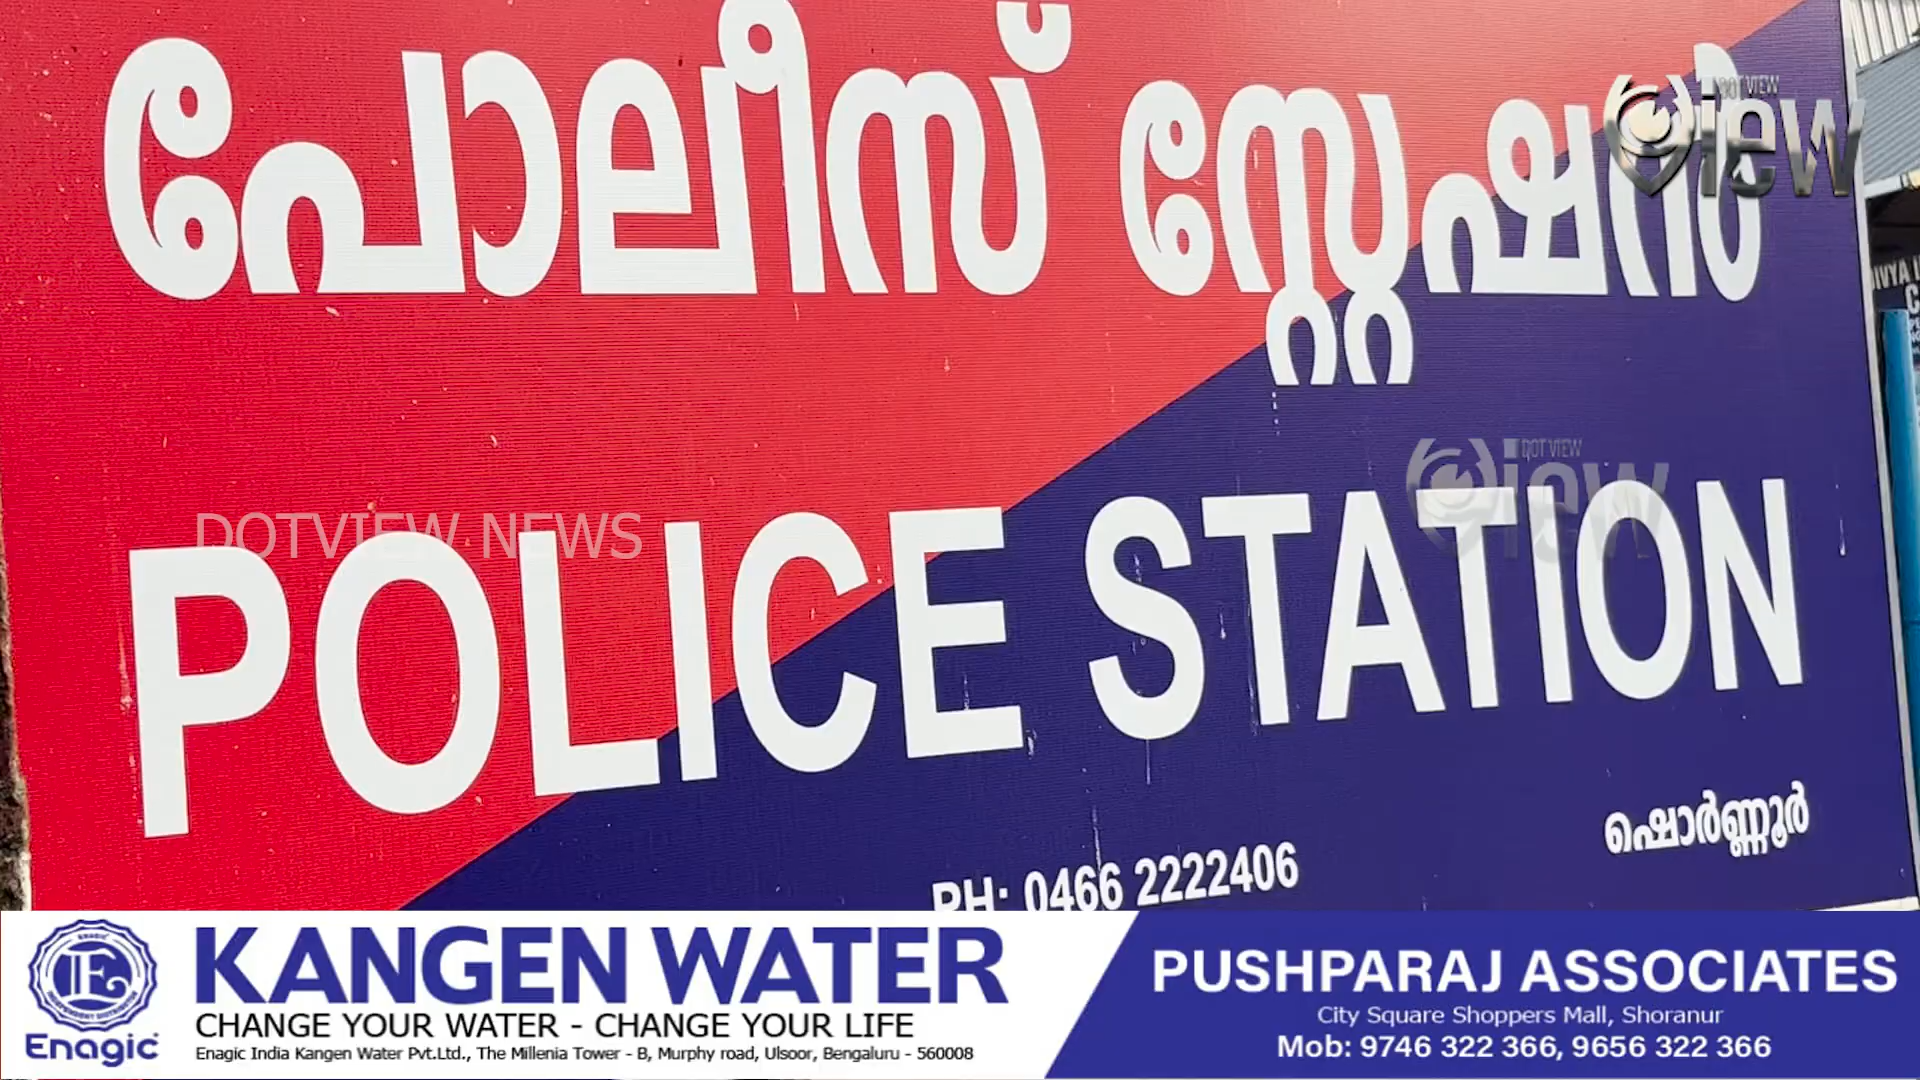 പോലീസ് സ്റ്റേഷൻ
DOT VIEW
iew
DOT VIEW
iew
DOTVIEW NEWS
POLICE STATION
ഷൊർണ്ണൂർ
PH: 0466 2222406
KANGEN WATER
CHANGE YOUR WATER - CHANGE YOUR LIFE
Enagic India Kangen Water Pvt.Ltd., The Millenia Tower - B, Murphy road, Ulsoor, Bengaluru - 560008
Enagic
PUSHPARAJ ASSOCIATES
City Square Shoppers Mall, Shoranur
Mob: 9746 322 366, 9656 322 366